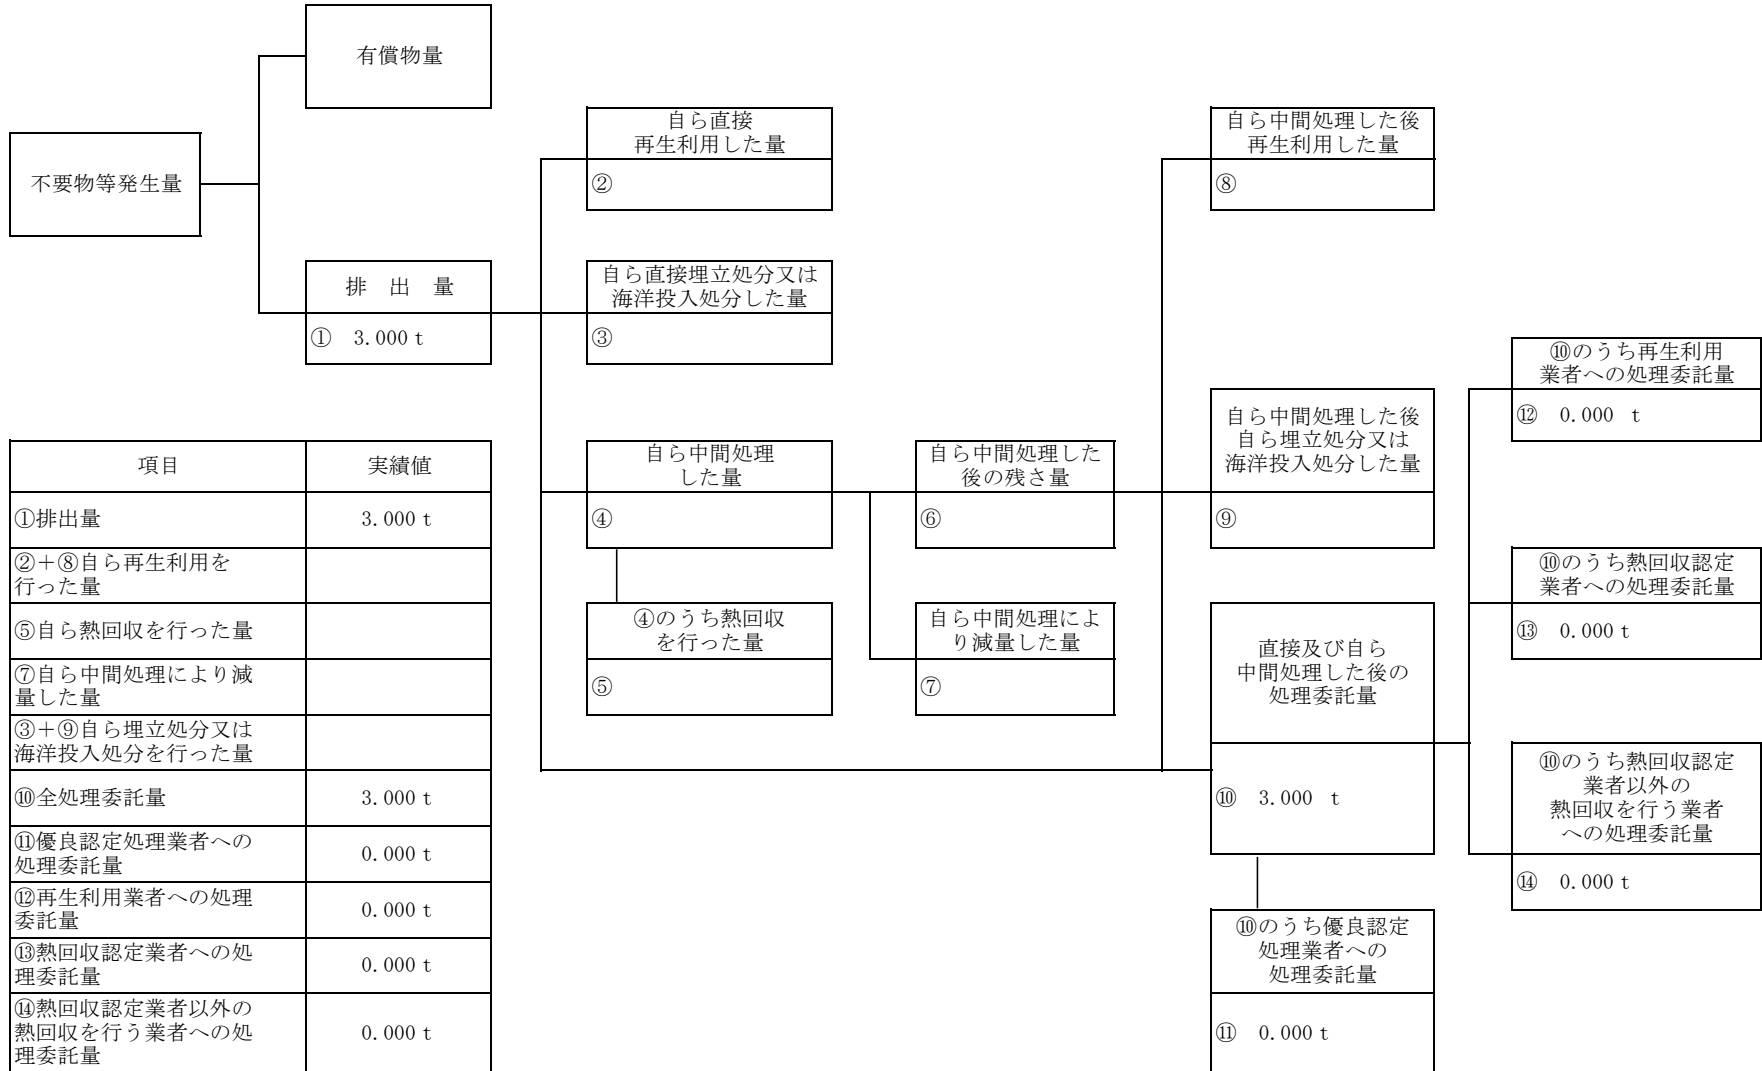 有償物量
不要物等発生量
排　出　量
①　3.000 t
自ら直接
再生利用した量
②
自ら直接埋立処分又は
海洋投入処分した量
③
自ら中間処理
した量
④
④のうち熱回収
を行った量
⑤
自ら中間処理した
後の残さ量
⑥
自ら中間処理によ
り減量した量
⑦
自ら中間処理した後
再生利用した量
⑧
自ら中間処理した後
自ら埋立処分又は
海洋投入処分した量
⑨
直接及び自ら
中間処理した後の
処理委託量
⑩　3.000　t
⑩のうち優良認定
処理業者への
処理委託量
⑪　0.000 t
⑩のうち再生利用
業者への処理委託量
⑫　0.000　t
⑩のうち熱回収認定
業者への処理委託量
⑬　0.000 t
⑩のうち熱回収認定
業者以外の
熱回収を行う業者
への処理委託量
⑭　0.000 t
項目　実績値
①排出量　3.000 t
②＋⑧自ら再生利用を
行った量
⑤自ら熱回収を行った量
⑦自ら中間処理により減
量した量
③＋⑨自ら埋立処分又は
海洋投入処分を行った量
⑩全処理委託量　3.000 t
⑪優良認定処理業者への
処理委託量　0.000 t
⑫再生利用業者への処理
委託量　0.000 t
⑬熱回収認定業者への処
理委託量　0.000 t
⑭熱回収認定業者以外の
熱回収を行う業者への処
理委託量　0.000 t